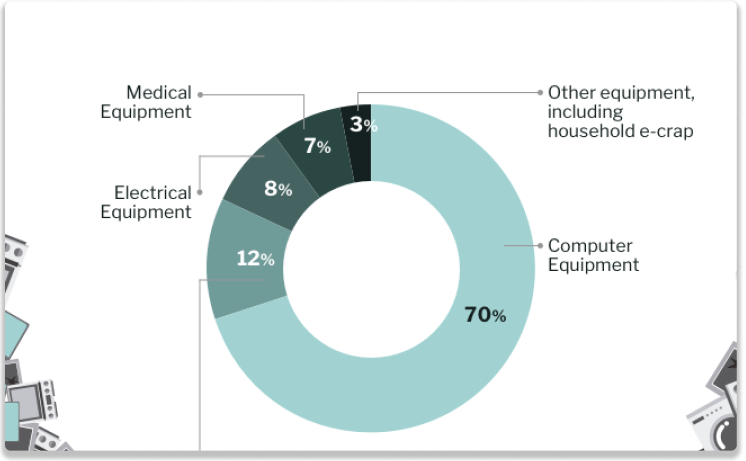 Medical
Equipment
Other equipment,
including
household e-crap
3%
7%
8%
Electrical
Equipment
12%
Computer
Equipment
70%